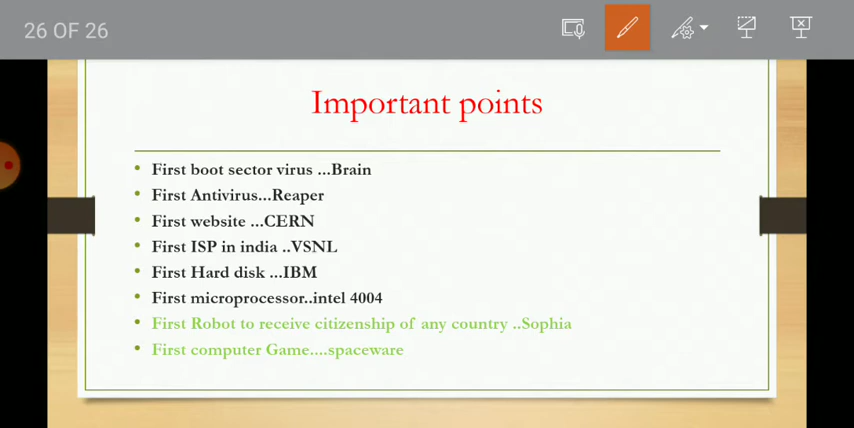 26 OF 26
Important points
First boot sector virus ...Brain
First Antivirus...Reaper
First website ...CERN
First ISP in india ..VSNL
First Hard disk ...IBM
First microprocessor..intel 4004
First Robot to receive citizenship of any country ..Sophia
First computer Game....spaceware